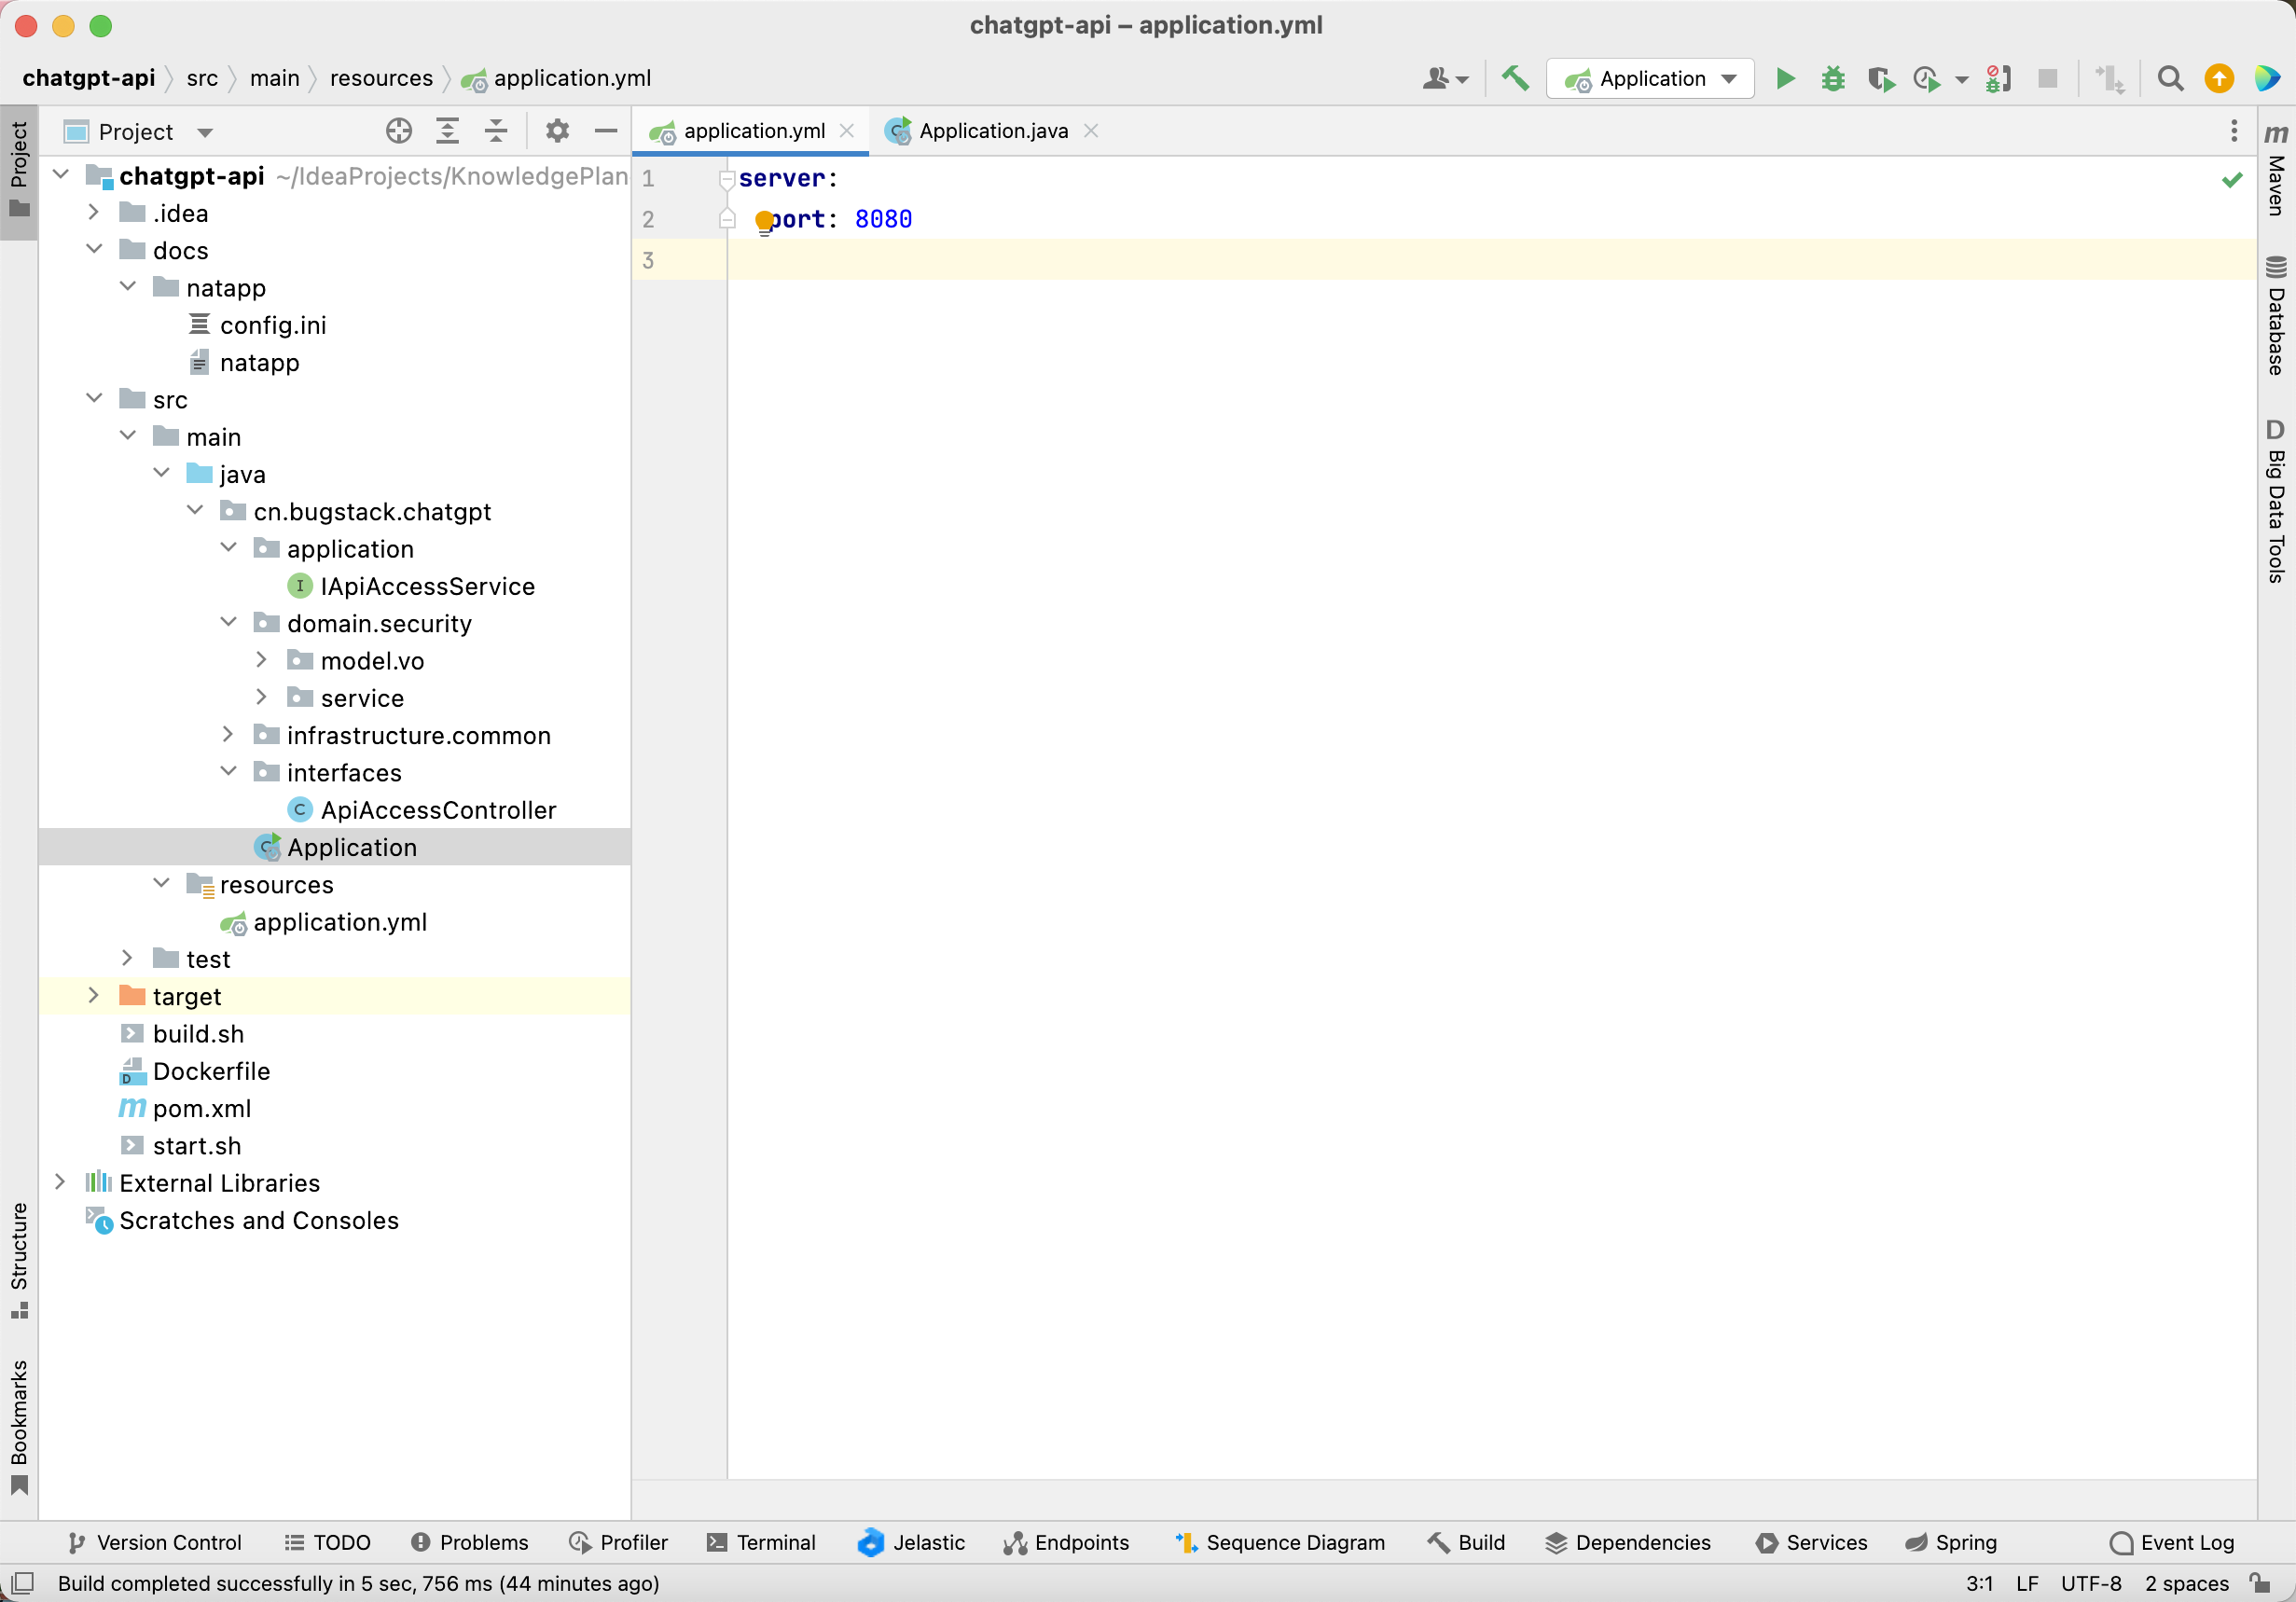 chatgpt-api – application.yml
chatgpt-api src main resources application.yml
Application
Project
application.yml
Application.java
Project
Structure
Bookmarks
chatgpt-api ~/IdeaProjects/KnowledgePlan
.idea
docs
natapp
config.ini
natapp
src
main
java
cn.bugstack.chatgpt
application
IApiAccessService
domain.security
model.vo
service
infrastructure.common
interfaces
ApiAccessController
Application
resources
application.yml
test
target
build.sh
Dockerfile
pom.xml
start.sh
External Libraries
Scratches and Consoles
1 server:
2 port: 8080
3
Maven
Database
Big Data Tools
Version Control TODO Problems Profiler Terminal Jelastic Endpoints Sequence Diagram Build Dependencies Services Spring Event Log
Build completed successfully in 5 sec, 756 ms (44 minutes ago) 3:1 LF UTF-8 2 spaces